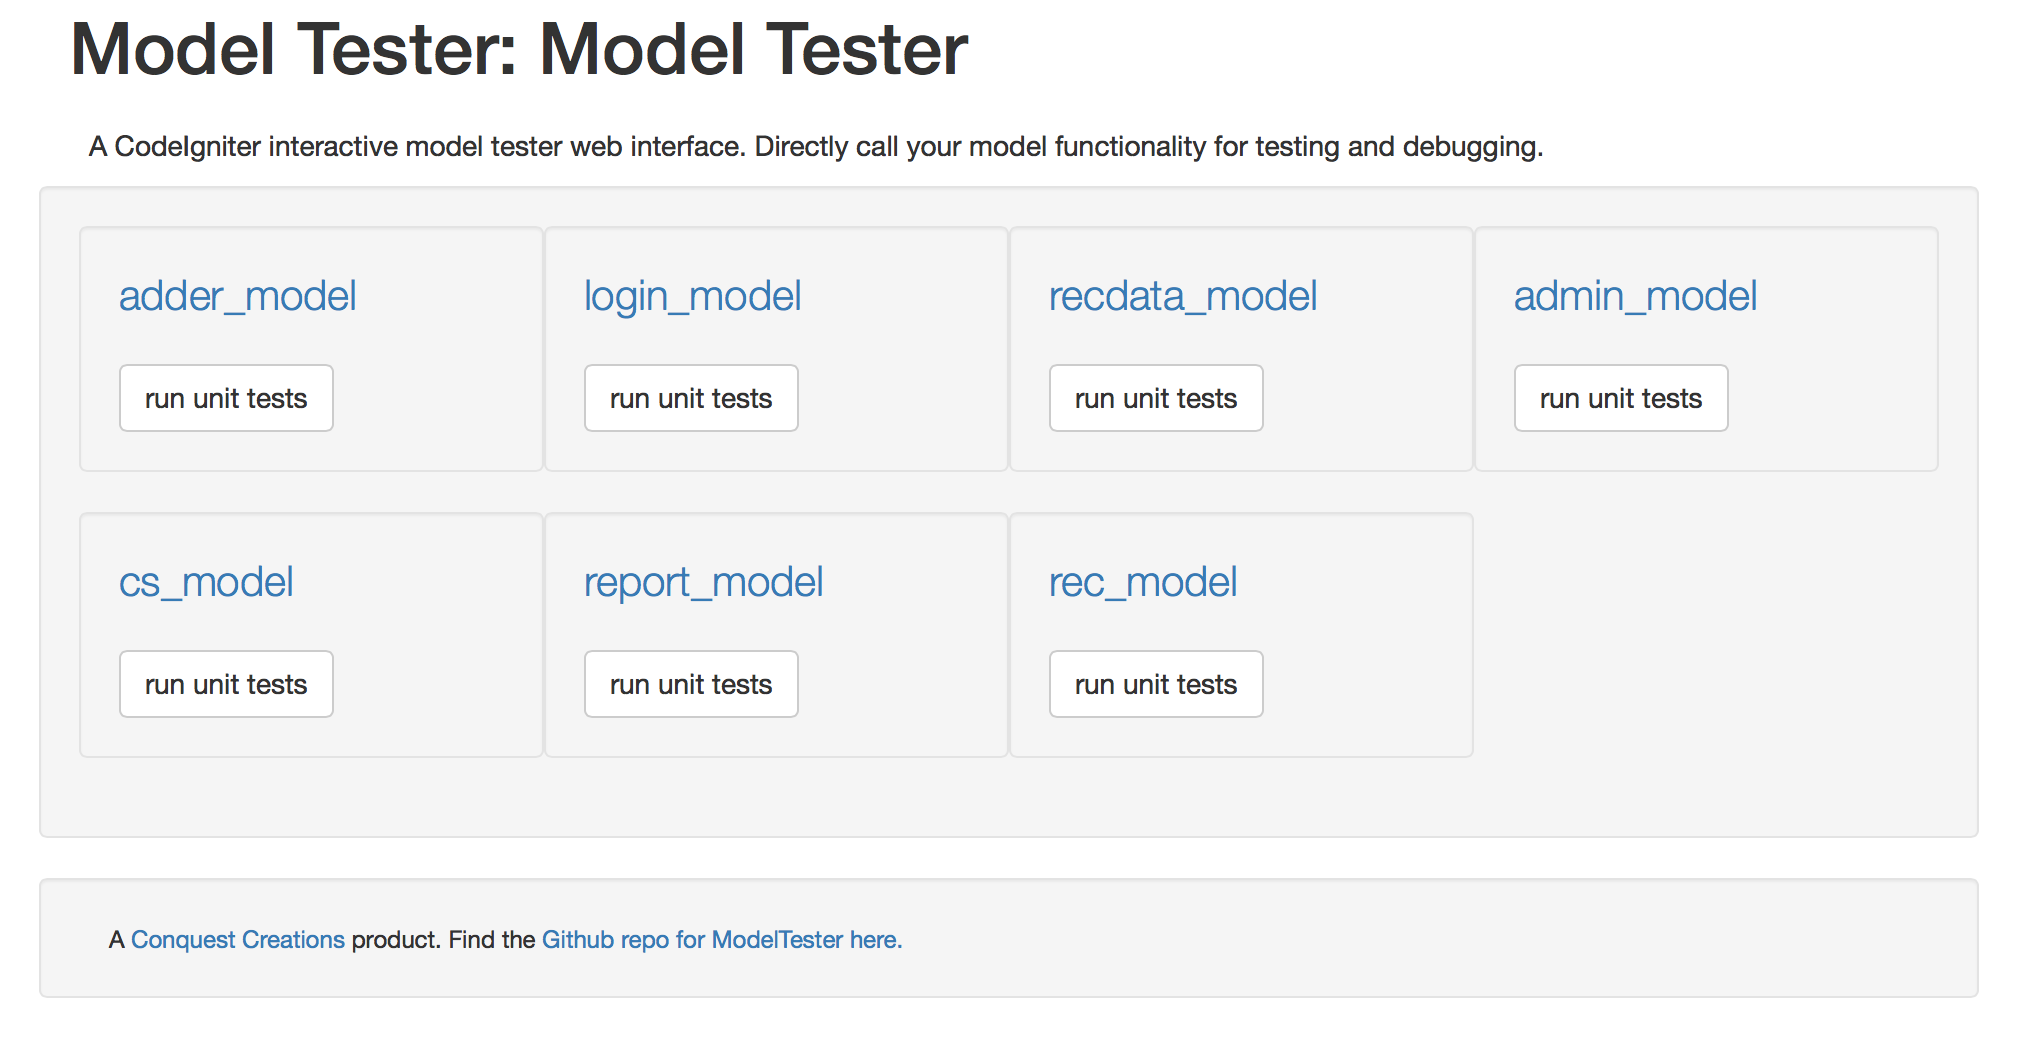 Model Tester: Model Tester
A CodeIgniter interactive model tester web interface. Directly call your model functionality for testing and debugging.
adder_model
login_model
recdata_model
admin_model
run unit tests
run unit tests
run unit tests
run unit tests
cs_model
report_model
rec_model
run unit tests
run unit tests
run unit tests
A Conquest Creations product. Find the Github repo for ModelTester here.